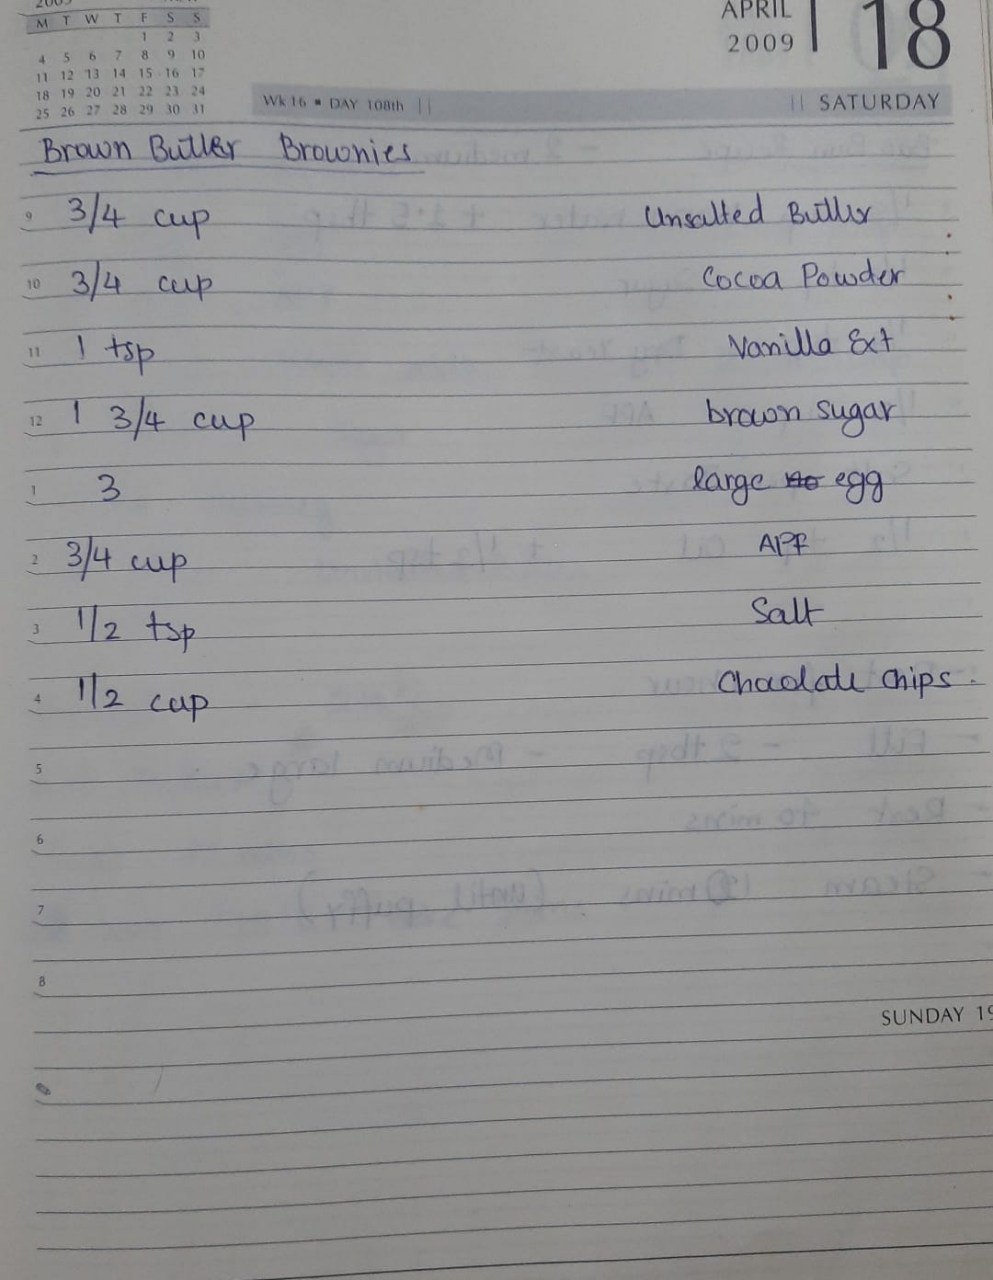 2009
M T W T F S S
1 2 3
4 5 6 7 8 9 10
11 12 13 14 15 16 17
18 19 20 21 22 23 24
25 26 27 28 29 30 31
APRIL 2009 18
Wk 16 ▪ DAY 108th SATURDAY
Brown Butter Brownies
9 3/4 cup Unsalted Butter
10 3/4 cup Cocoa Powder
11 1 tsp Vanilla Ext
12 1 3/4 cup brown sugar
1 3 large egg
2 3/4 cup APF
3 1/2 tsp Salt
4 1/2 cup Chocolate chips.
5
6
7
8
SUNDAY 19